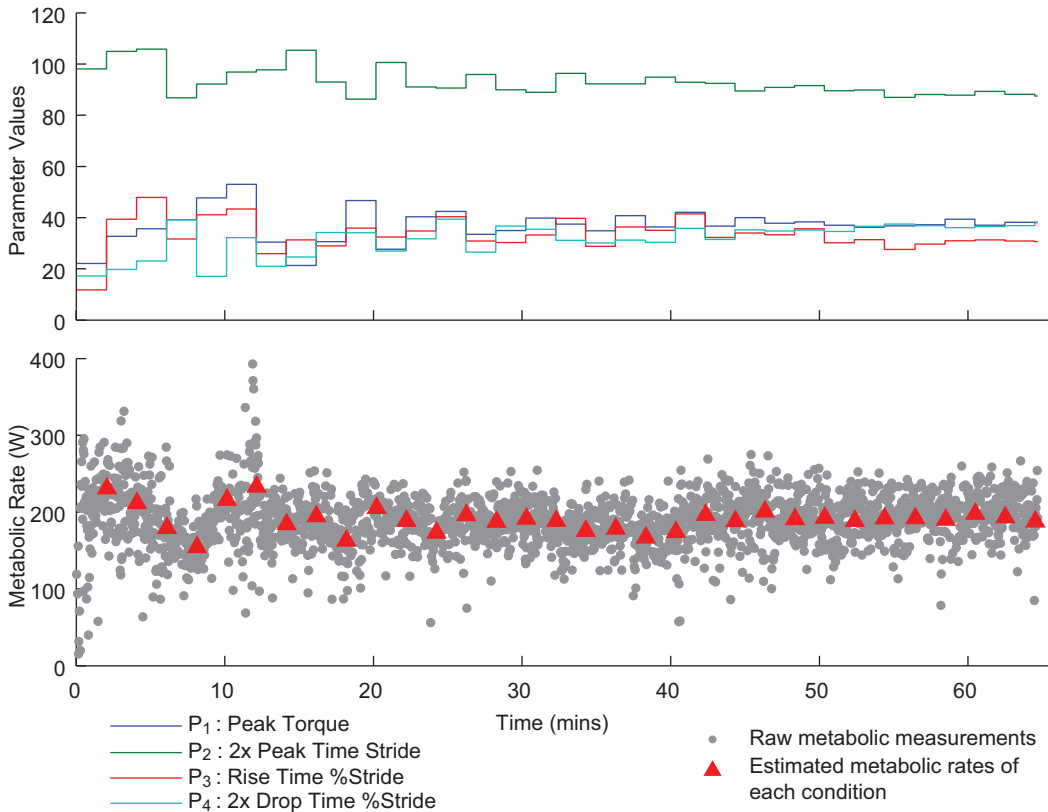 120
100
80
60
40
20
0
Parameter Values
400
300
200
100
0
Metabolic Rate (W)
0 10 20 30 40 50 60
Time (mins)
P1 : Peak Torque
P2 : 2x Peak Time Stride
P3 : Rise Time %Stride
P4 : 2x Drop Time %Stride
Raw metabolic measurements
Estimated metabolic rates of
each condition